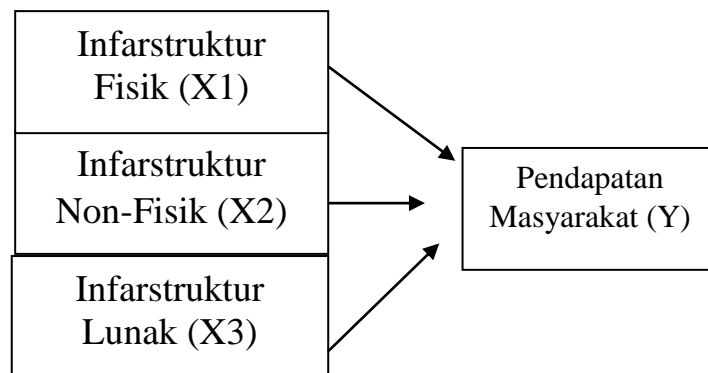 Infarstruktur
Fisik (X1)
Infarstruktur
Non-Fisik (X2)
Infarstruktur
Lunak (X3)
Pendapatan
Masyarakat (Y)